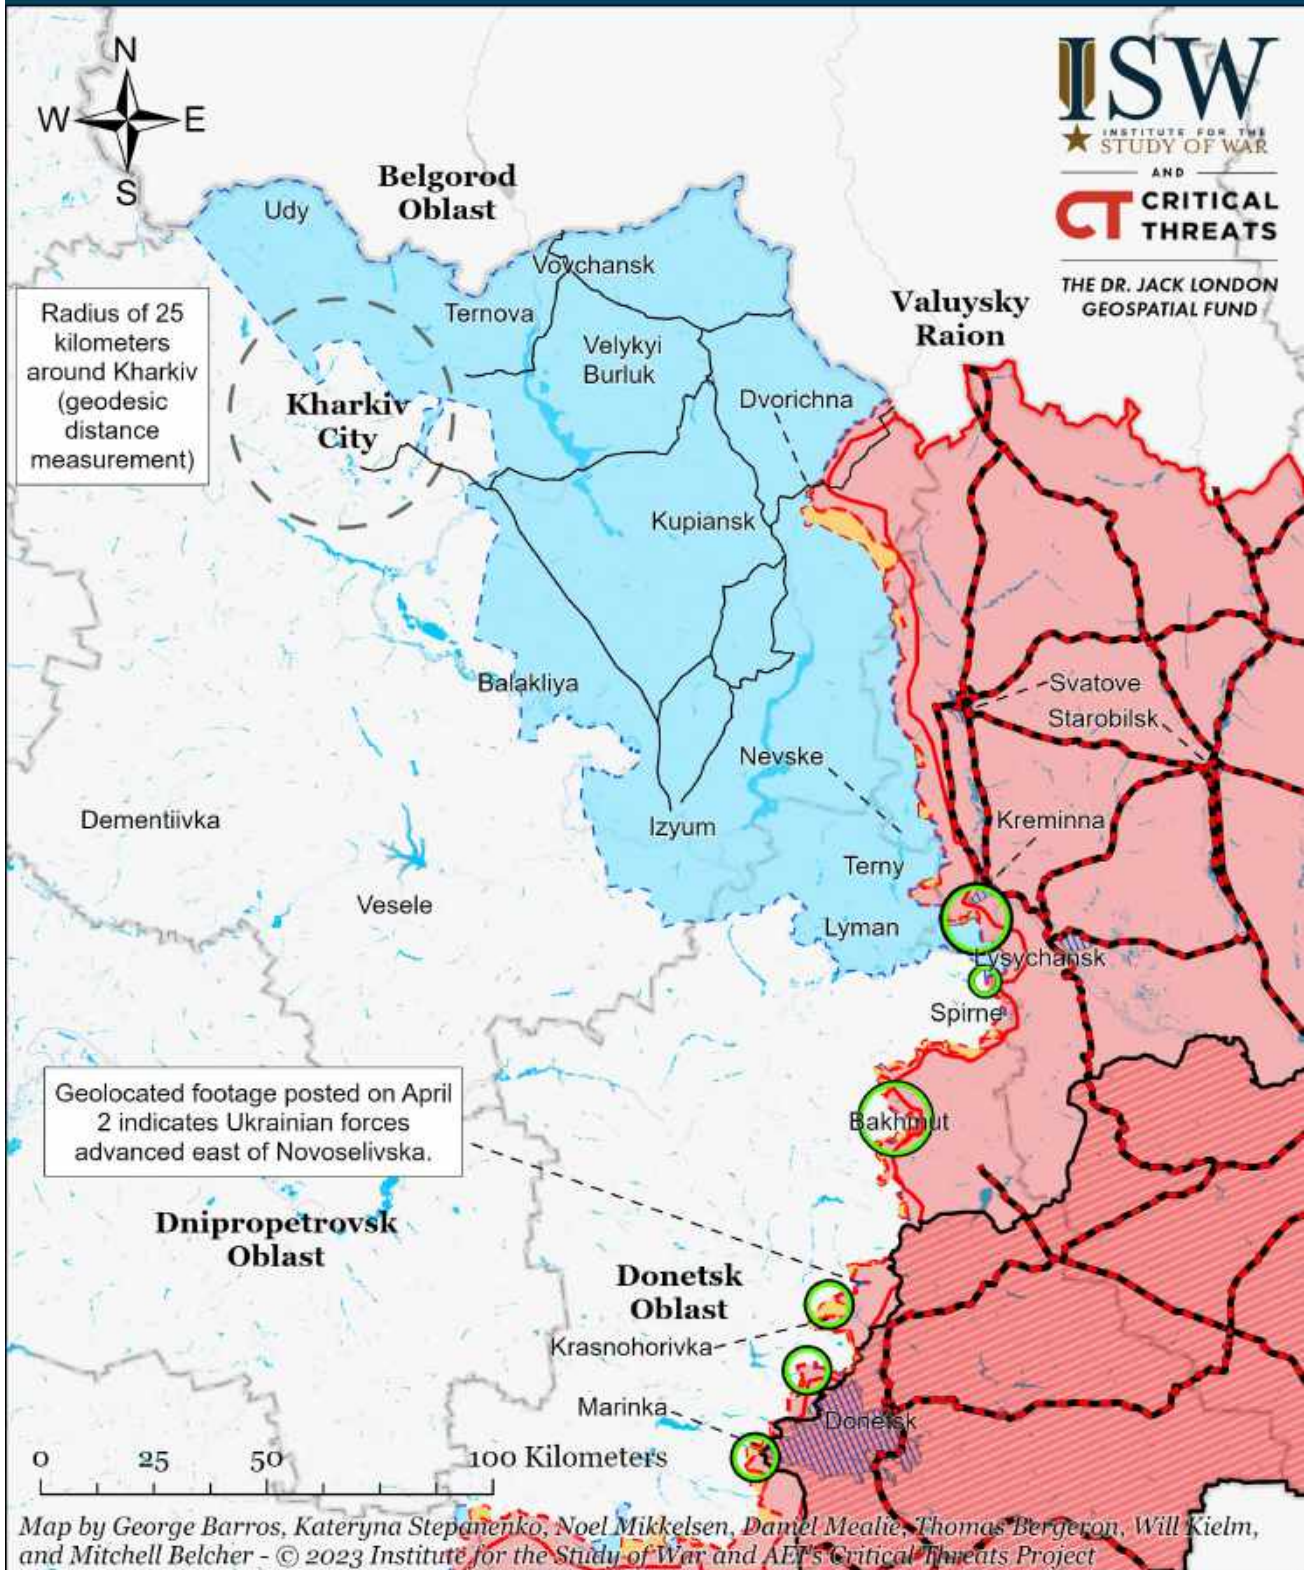 N
W
E
S
ISW
INSTITUTE FOR THE
STUDY OF WAR
AND
CT CRITICAL
THREATS
THE DR. JACK LONDON
GEOSPATIAL FUND
Belgorod
Oblast
Udy
Vovchansk
Ternova
Valuysky
Raion
Radius of 25
kilometers
around Kharkiv
(geodesic
distance
measurement)
Velykyi
Burluk
Kharkiv
City
Dvorichna
Kupiansk
Balakliya
Svatove
Starobilsk
Nevske
Dementiivka
Izyum
Kreminna
Terny
Vesele
Lyman
Lysychansk
Spirne
Geolocated footage posted on April
2 indicates Ukrainian forces
advanced east of Novoselivska.
Bakhmut
Dnipropetrovsk
Oblast
Donetsk
Oblast
Krasnohorivka
Marinka
Donetsk
0 25 50 100 Kilometers
Map by George Barros, Kateryna Stepanenko, Noel Mikkelsen, Daniel Mealie, Thomas Bergeron, Will Kielm,
and Mitchell Belcher - © 2023 Institute for the Study of War and AEI's Critical Threats Project